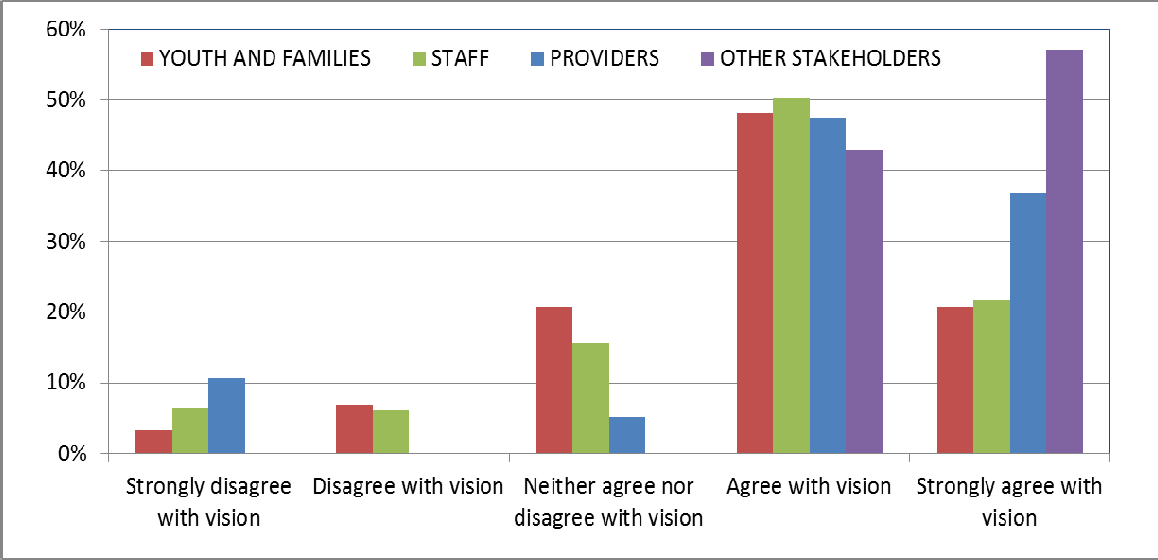 60%
YOUTH AND FAMILIES STAFF PROVIDERS OTHER STAKEHOLDERS
50%
40%
30%
20%
10%
0%
Strongly disagree with vision
Disagree with vision
Neither agree nor disagree with vision
Agree with vision
Strongly agree with vision